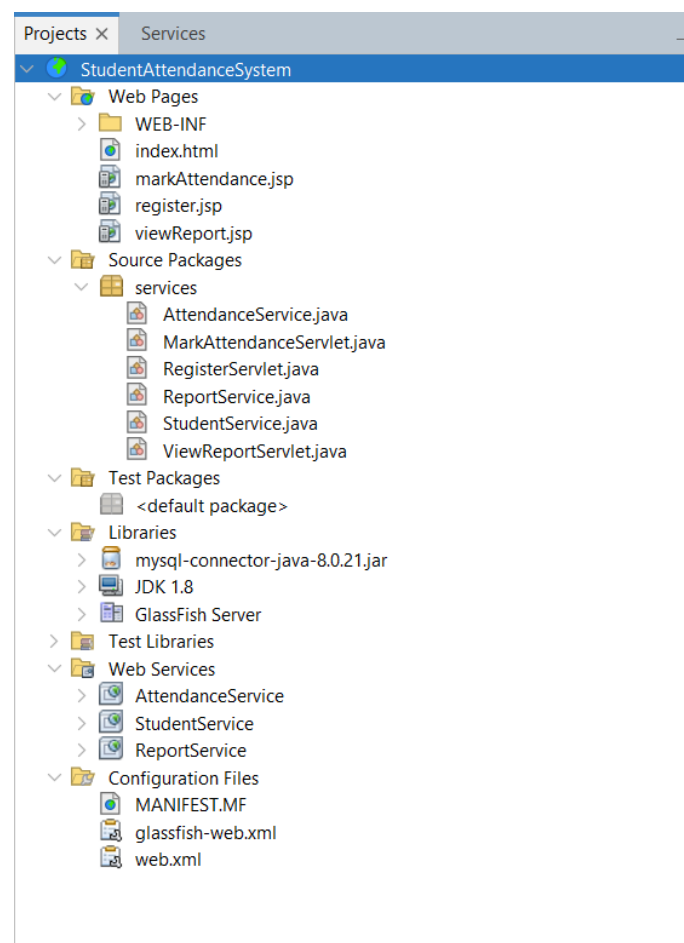 Projects Services
StudentAttendanceSystem
Web Pages
WEB-INF
index.html
markAttendance.jsp
register.jsp
viewReport.jsp
Source Packages
services
AttendanceService.java
MarkAttendanceServlet.java
RegisterServlet.java
ReportService.java
StudentService.java
ViewReportServlet.java
Test Packages
<default package>
Libraries
mysql-connector-java-8.0.21.jar
JDK 1.8
GlassFish Server
Test Libraries
Web Services
AttendanceService
StudentService
ReportService
Configuration Files
MANIFEST.MF
glassfish-web.xml
web.xml